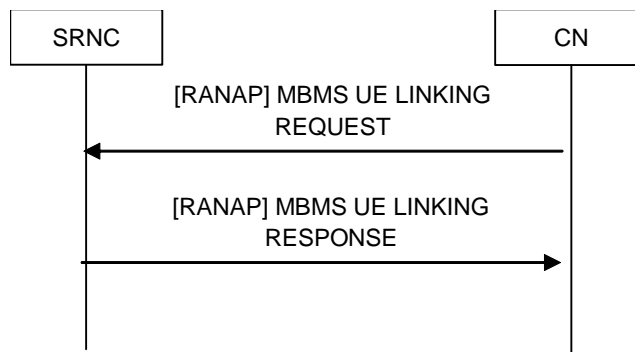 SRNC
CN
[RANAP] MBMS UE LINKING
REQUEST
[RANAP] MBMS UE LINKING
RESPONSE